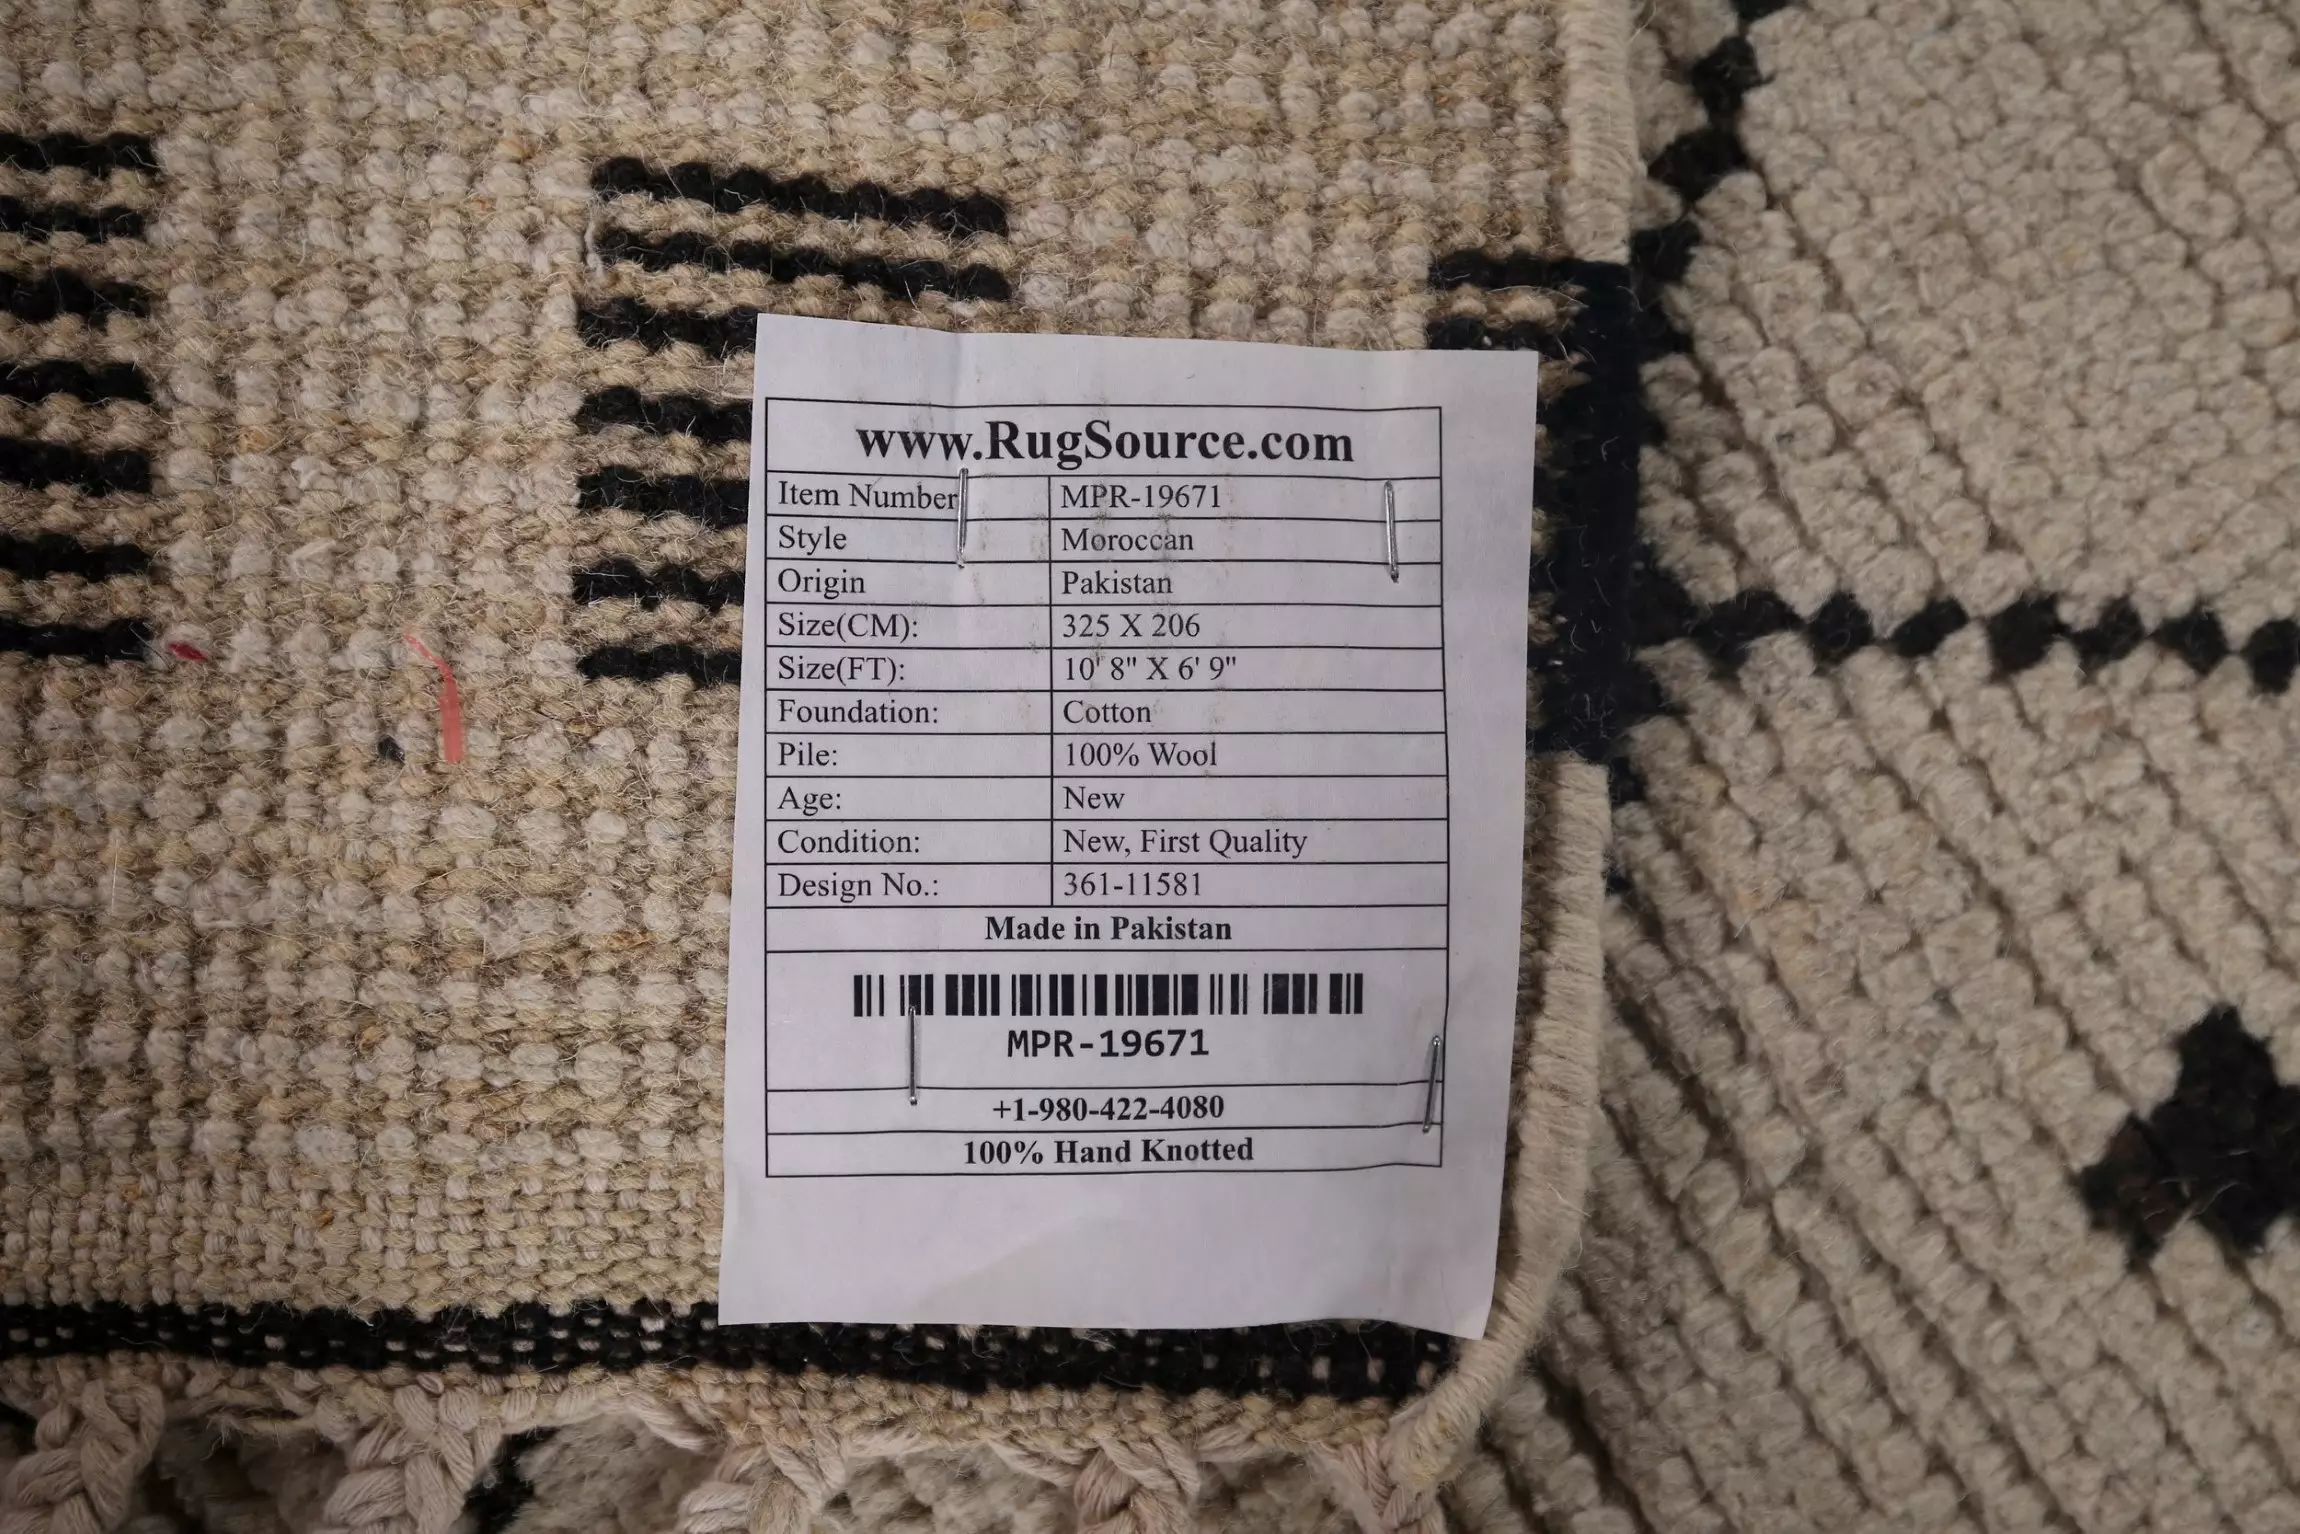 www.RugSource.com
Item Number MPR-19671
Style Moroccan
Origin Pakistan
Size(CM): 325 X 206
Size(FT): 10' 8" X 6' 9"
Foundation: Cotton
Pile: 100% Wool
Age: New
Condition: New, First Quality
Design No.: 361-11581
Made in Pakistan
MPR-19671
+1-980-422-4080
100% Hand Knotted